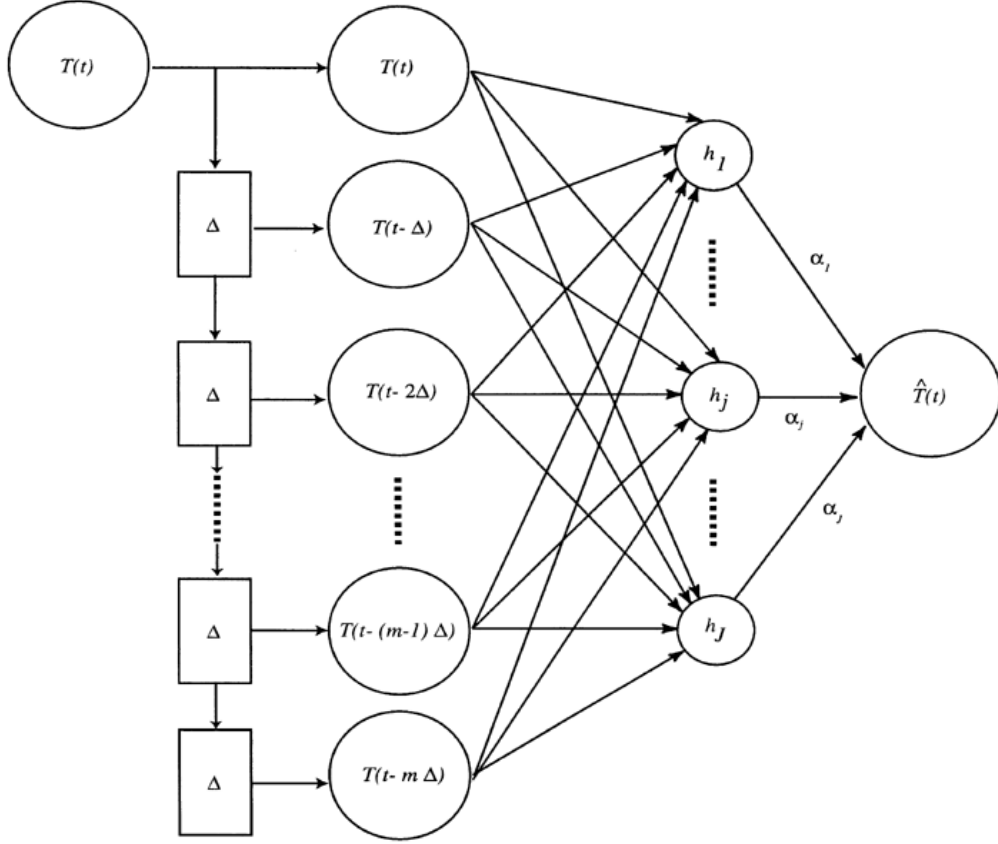 T(t)
T(t)
h1
Δ
T(t- Δ)
α1
Δ
T(t- 2Δ)
hj
αj
T̂(t)
αJ
Δ
T(t- (m-1) Δ)
hJ
Δ
T(t- m Δ)